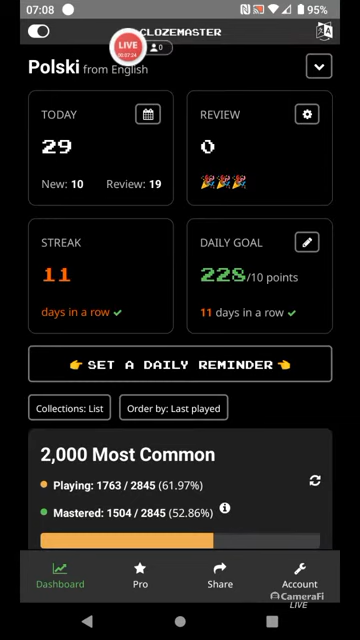 07:08
95%
CLOZEMASTER
LIVE
00:07:24
0
Polski from English
TODAY
29
New: 10 Review: 19
REVIEW
0
STREAK
11
days in a row
DAILY GOAL
228/10 points
11 days in a row
SET A DAILY REMINDER
Collections: List
Order by: Last played
2,000 Most Common
Playing: 1763 / 2845 (61.97%)
Mastered: 1504 / 2845 (52.86%)
Dashboard
Pro
Share
Account
CameraFi
LIVE